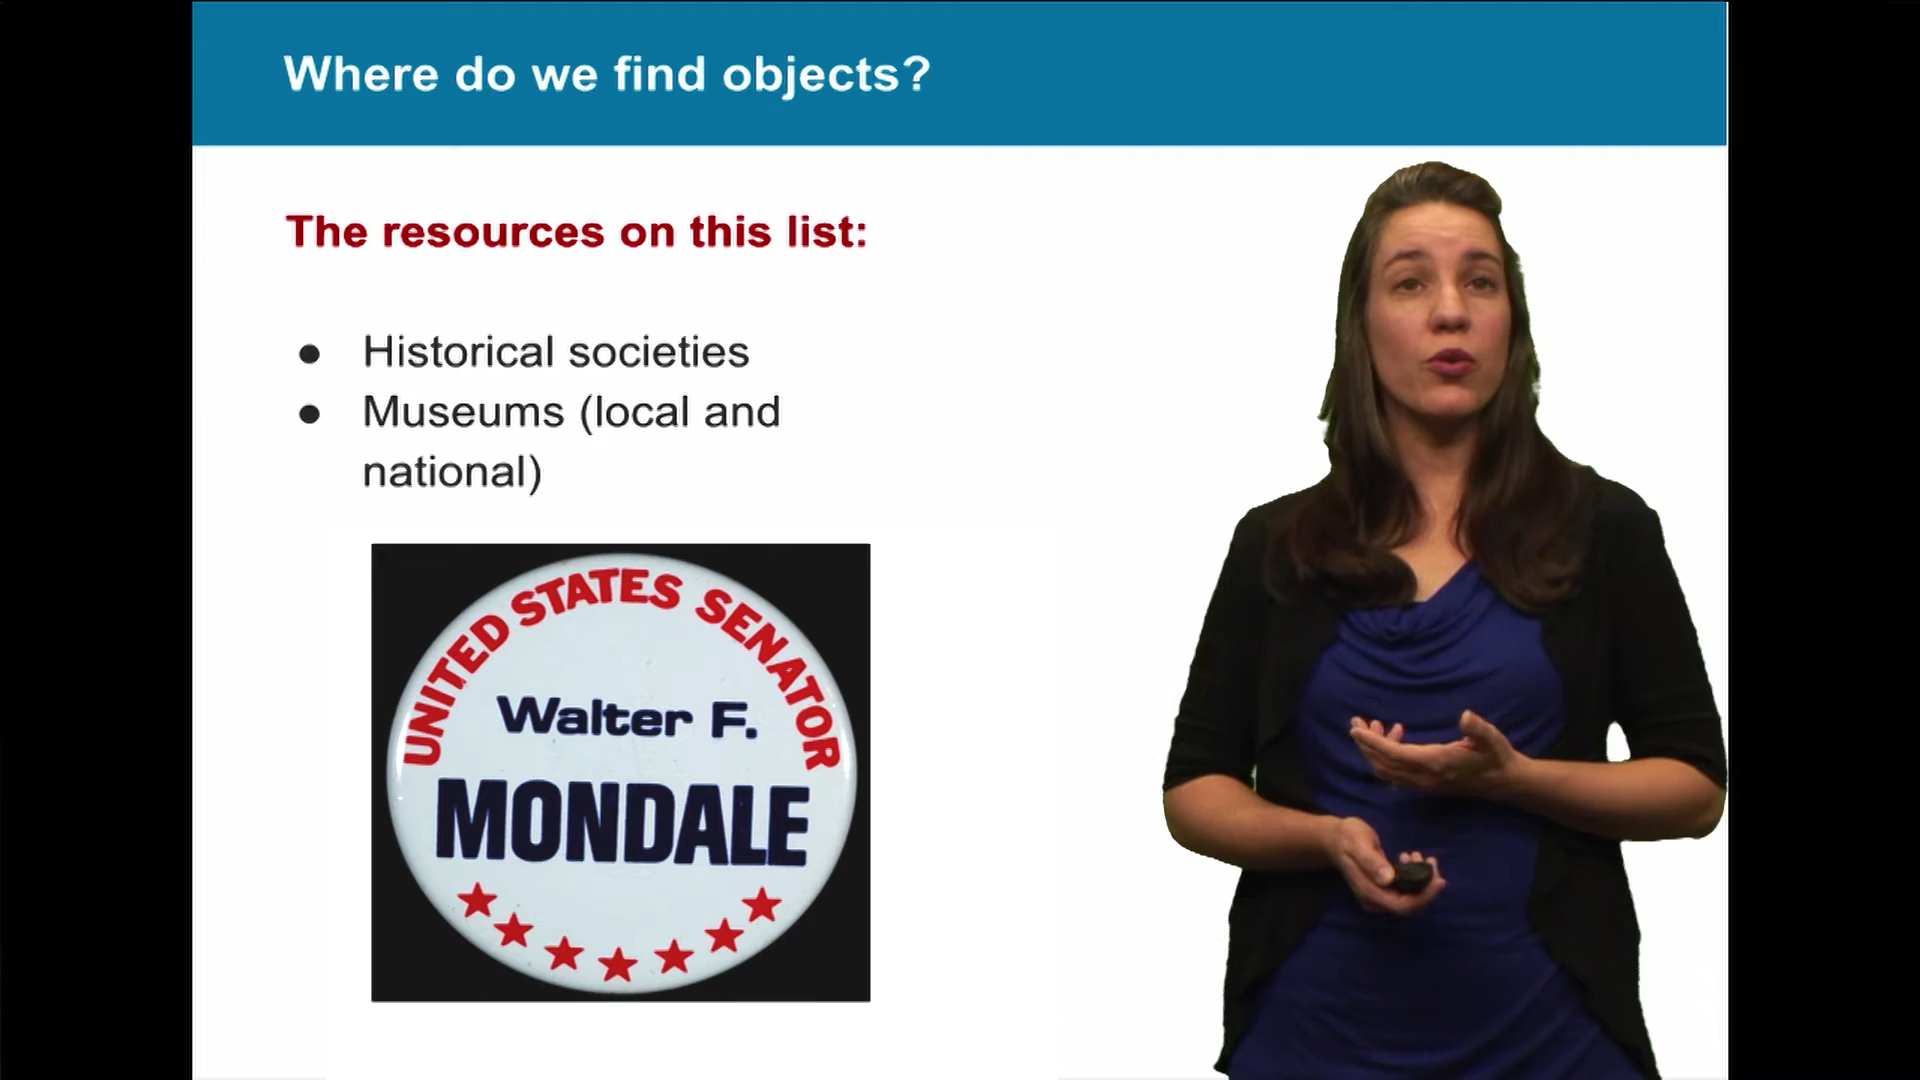 Where do we find objects?
The resources on this list:
● Historical societies
● Museums (local and
national)
UNITED STATES SENATOR
Walter F.
MONDALE